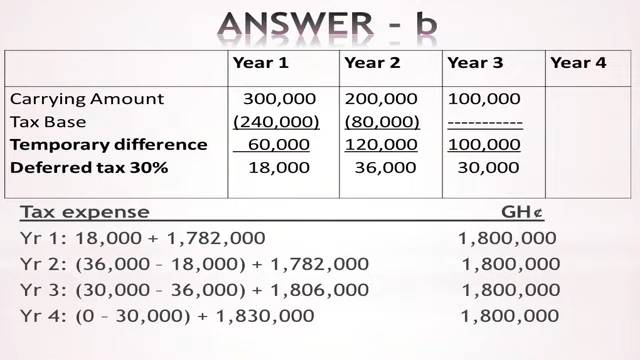 ANSWER - b
Year 1 Year 2 Year 3 Year 4
Carrying Amount 300,000 200,000 100,000
Tax Base (240,000) (80,000) -----------
Temporary difference 60,000 120,000 100,000
Deferred tax 30% 18,000 36,000 30,000
Tax expense GH¢
Yr 1: 18,000 + 1,782,000 1,800,000
Yr 2: (36,000 – 18,000) + 1,782,000 1,800,000
Yr 3: (30,000 – 36,000) + 1,806,000 1,800,000
Yr 4: (0 – 30,000) + 1,830,000 1,800,000